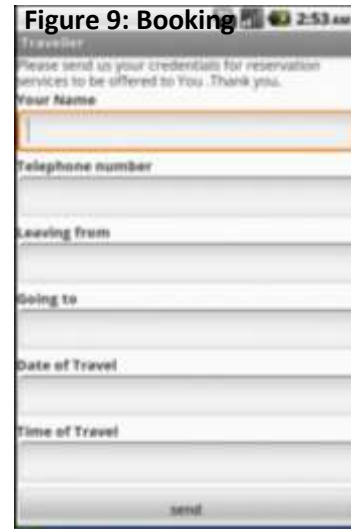 Figure 9: Booking
2:53 AM
Traveller
Please send us your credentials for reservation
services to be offered to You .Thank you.
Your Name
Telephone number
Leaving from
Going to
Date of Travel
Time of Travel
send